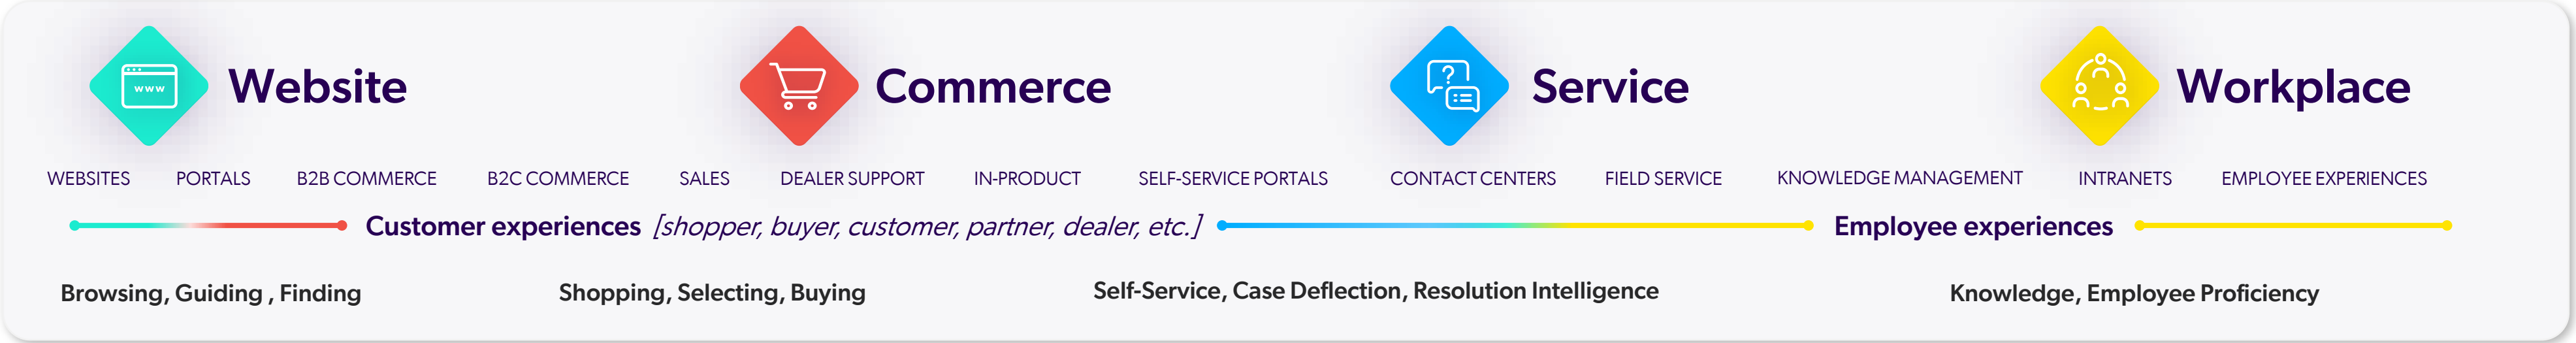 www
Website
Commerce
?
Service
Workplace
WEBSITES PORTALS B2B COMMERCE B2C COMMERCE SALES DEALER SUPPORT IN-PRODUCT SELF-SERVICE PORTALS CONTACT CENTERS FIELD SERVICE KNOWLEDGE MANAGEMENT INTRANETS EMPLOYEE EXPERIENCES
Customer experiences [shopper, buyer, customer, partner, dealer, etc.] Employee experiences
Browsing, Guiding , Finding
Shopping, Selecting, Buying
Self-Service, Case Deflection, Resolution Intelligence
Knowledge, Employee Proficiency